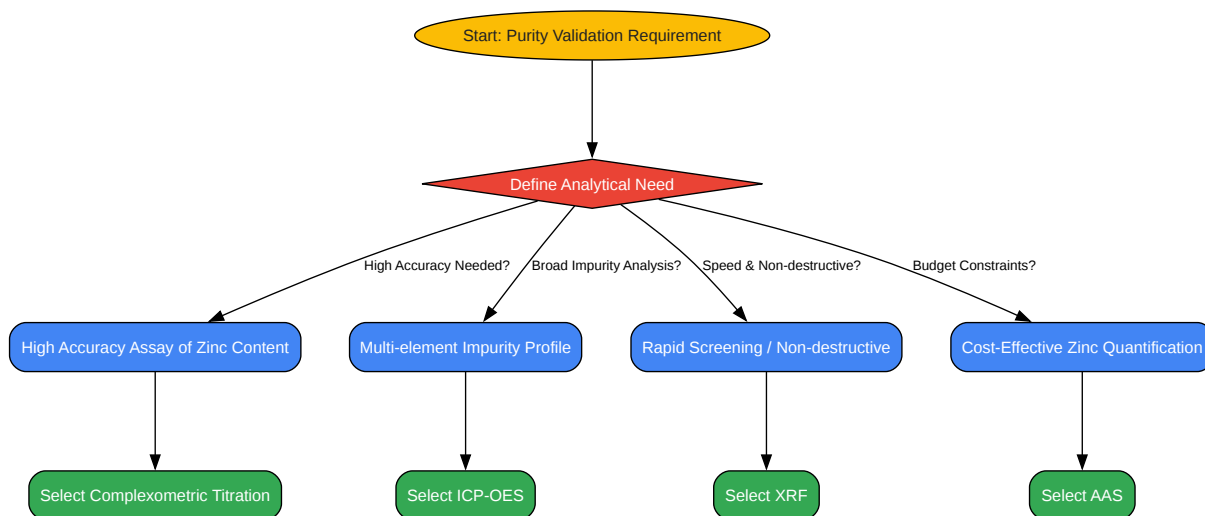 Start: Purity Validation Requirement
Define Analytical Need
High Accuracy Needed?
Broad Impurity Analysis?
Speed & Non-destructive?
Budget Constraints?
High Accuracy Assay of Zinc Content
Multi-element Impurity Profile
Rapid Screening / Non-destructive
Cost-Effective Zinc Quantification
Select Complexometric Titration
Select ICP-OES
Select XRF
Select AAS